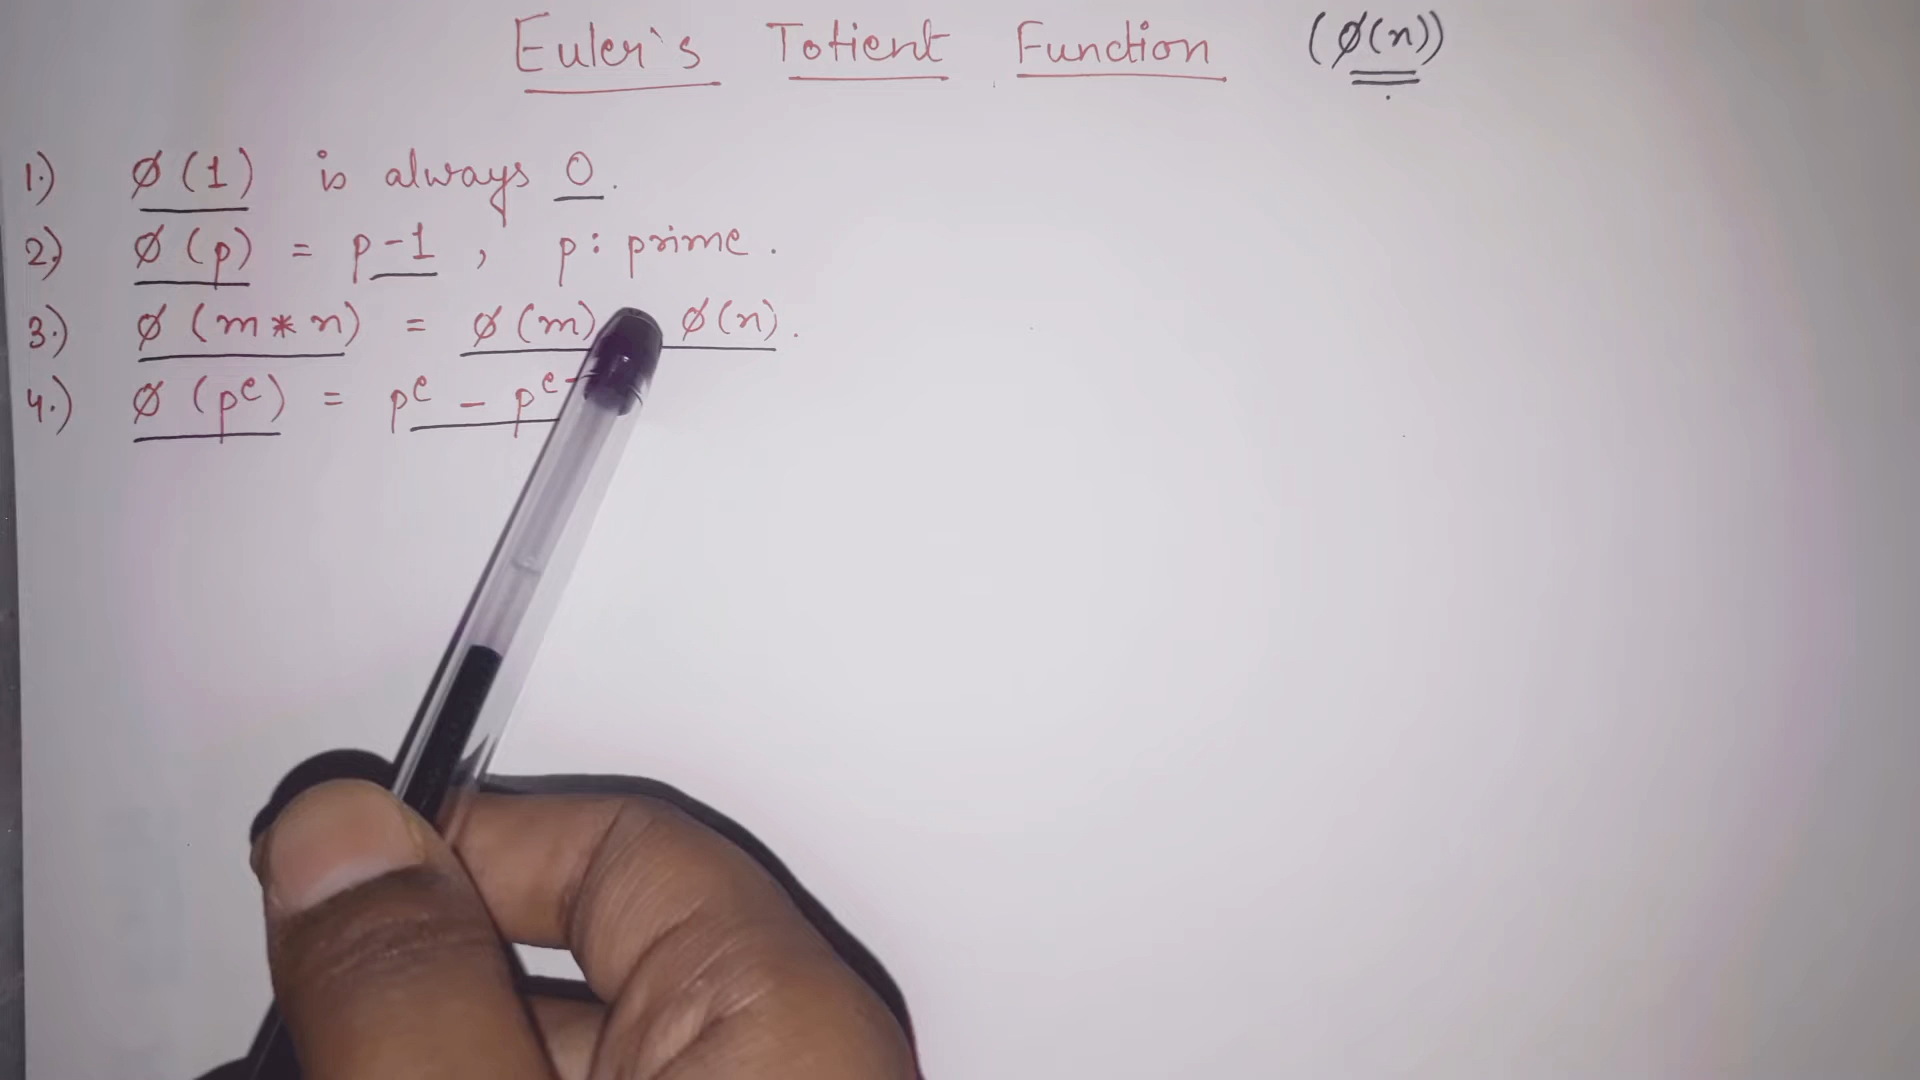 Euler's Totient Function (ø(n))
1.) ø(1) is always 0.
2.) ø(p) = p-1, p: prime.
3.) ø(m*n) = ø(m) ø(n).
4.) ø(pᵉ) = pᵉ - pᵉ⁻